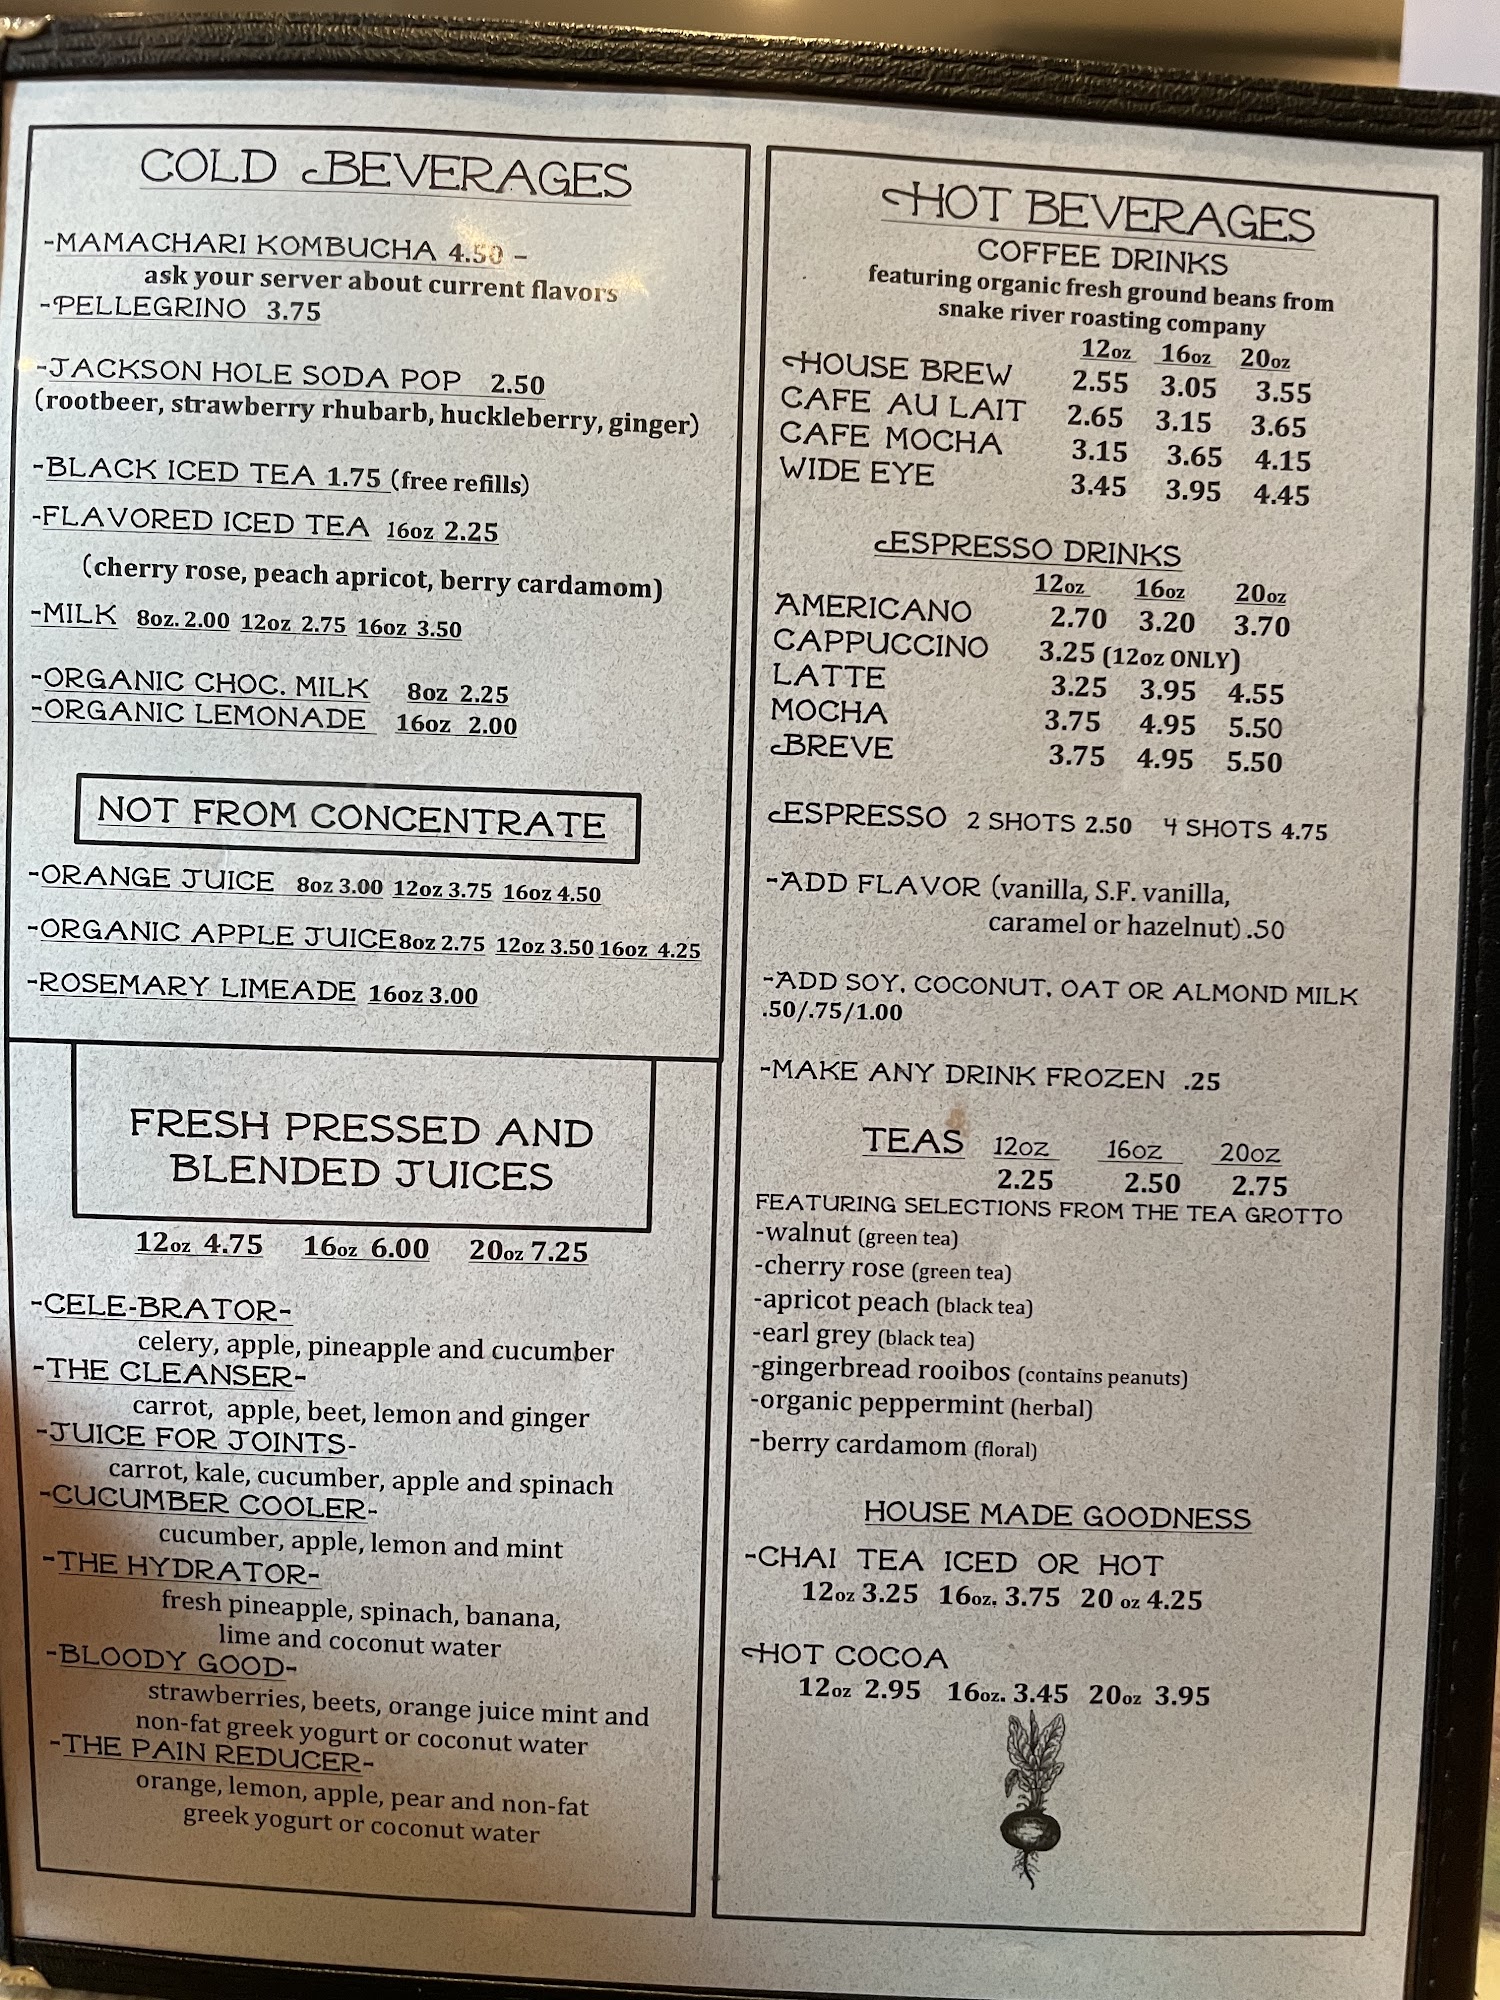 COLD BEVERAGES
-MAMACHARI KOMBUCHA 4.50 -
ask your server about current flavors
-PELLEGRINO 3.75
-JACKSON HOLE SODA POP 2.50
(rootbeer, strawberry rhubarb, huckleberry, ginger)
-BLACK ICED TEA 1.75 (free refills)
-FLAVORED ICED TEA 16oz 2.25
(cherry rose, peach apricot, berry cardamom)
-MILK 8oz. 2.00 12oz 2.75 16oz 3.50
-ORGANIC CHOC. MILK 8oz 2.25
-ORGANIC LEMONADE 16oz 2.00
NOT FROM CONCENTRATE
-ORANGE JUICE 8oz 3.00 12oz 3.75 16oz 4.50
-ORGANIC APPLE JUICE 8oz 2.75 12oz 3.50 16oz 4.25
-ROSEMARY LIMEADE 16oz 3.00
FRESH PRESSED AND
BLENDED JUICES
12oz 4.75 16oz 6.00 20oz 7.25
-CELE-BRATOR-
celery, apple, pineapple and cucumber
-THE CLEANSER-
carrot, apple, beet, lemon and ginger
-JUICE FOR JOINTS-
carrot, kale, cucumber, apple and spinach
-CUCUMBER COOLER-
cucumber, apple, lemon and mint
-THE HYDRATOR-
fresh pineapple, spinach, banana,
lime and coconut water
-BLOODY GOOD-
strawberries, beets, orange juice mint and
non-fat greek yogurt or coconut water
-THE PAIN REDUCER-
orange, lemon, apple, pear and non-fat
greek yogurt or coconut water
HOT BEVERAGES
COFFEE DRINKS
featuring organic fresh ground beans from
snake river roasting company
12oz 16oz 20oz
HOUSE BREW 2.55 3.05 3.55
CAFE AU LAIT 2.65 3.15 3.65
CAFE MOCHA 3.15 3.65 4.15
WIDE EYE 3.45 3.95 4.45
ESPRESSO DRINKS
12oz 16oz 20oz
AMERICANO 2.70 3.20 3.70
CAPPUCCINO 3.25 (12oz ONLY)
LATTE 3.25 3.95 4.55
MOCHA 3.75 4.95 5.50
BREVE 3.75 4.95 5.50
ESPRESSO 2 SHOTS 2.50 4 SHOTS 4.75
-ADD FLAVOR (vanilla, S.F. vanilla,
caramel or hazelnut) .50
-ADD SOY, COCONUT, OAT OR ALMOND MILK
.50/.75/1.00
-MAKE ANY DRINK FROZEN .25
TEAS 12oz 16oz 20oz
2.25 2.50 2.75
FEATURING SELECTIONS FROM THE TEA GROTTO
-walnut (green tea)
-cherry rose (green tea)
-apricot peach (black tea)
-earl grey (black tea)
-gingerbread rooibos (contains peanuts)
-organic peppermint (herbal)
-berry cardamom (floral)
HOUSE MADE GOODNESS
-CHAI TEA ICED OR HOT
12oz 3.25 16oz. 3.75 20 oz 4.25
HOT COCOA
12oz 2.95 16oz. 3.45 20oz 3.95